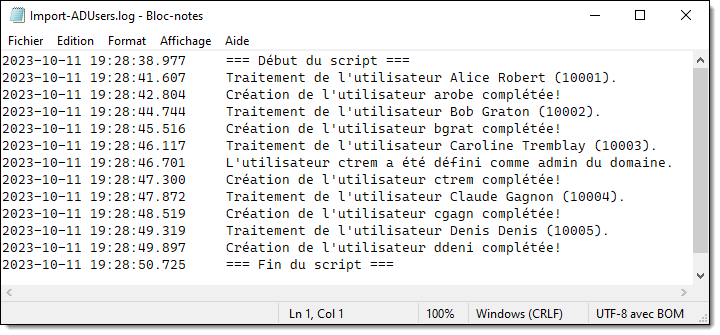 Import-ADUsers.log - Bloc-notes
Fichier Edition Format Affichage Aide
2023-10-11 19:28:38.977 === Début du script ===
2023-10-11 19:28:41.607 Traitement de l'utilisateur Alice Robert (10001).
2023-10-11 19:28:42.804 Création de l'utilisateur arobe complétée!
2023-10-11 19:28:44.744 Traitement de l'utilisateur Bob Graton (10002).
2023-10-11 19:28:45.516 Création de l'utilisateur bgrat complétée!
2023-10-11 19:28:46.117 Traitement de l'utilisateur Caroline Tremblay (10003).
2023-10-11 19:28:46.701 L'utilisateur ctrem a été défini comme admin du domaine.
2023-10-11 19:28:47.300 Création de l'utilisateur ctrem complétée!
2023-10-11 19:28:47.872 Traitement de l'utilisateur Claude Gagnon (10004).
2023-10-11 19:28:48.519 Création de l'utilisateur cgagn complétée!
2023-10-11 19:28:49.319 Traitement de l'utilisateur Denis Denis (10005).
2023-10-11 19:28:49.897 Création de l'utilisateur ddeni complétée!
2023-10-11 19:28:50.725 === Fin du script ===
Ln 1, Col 1 100% Windows (CRLF) UTF-8 avec BOM